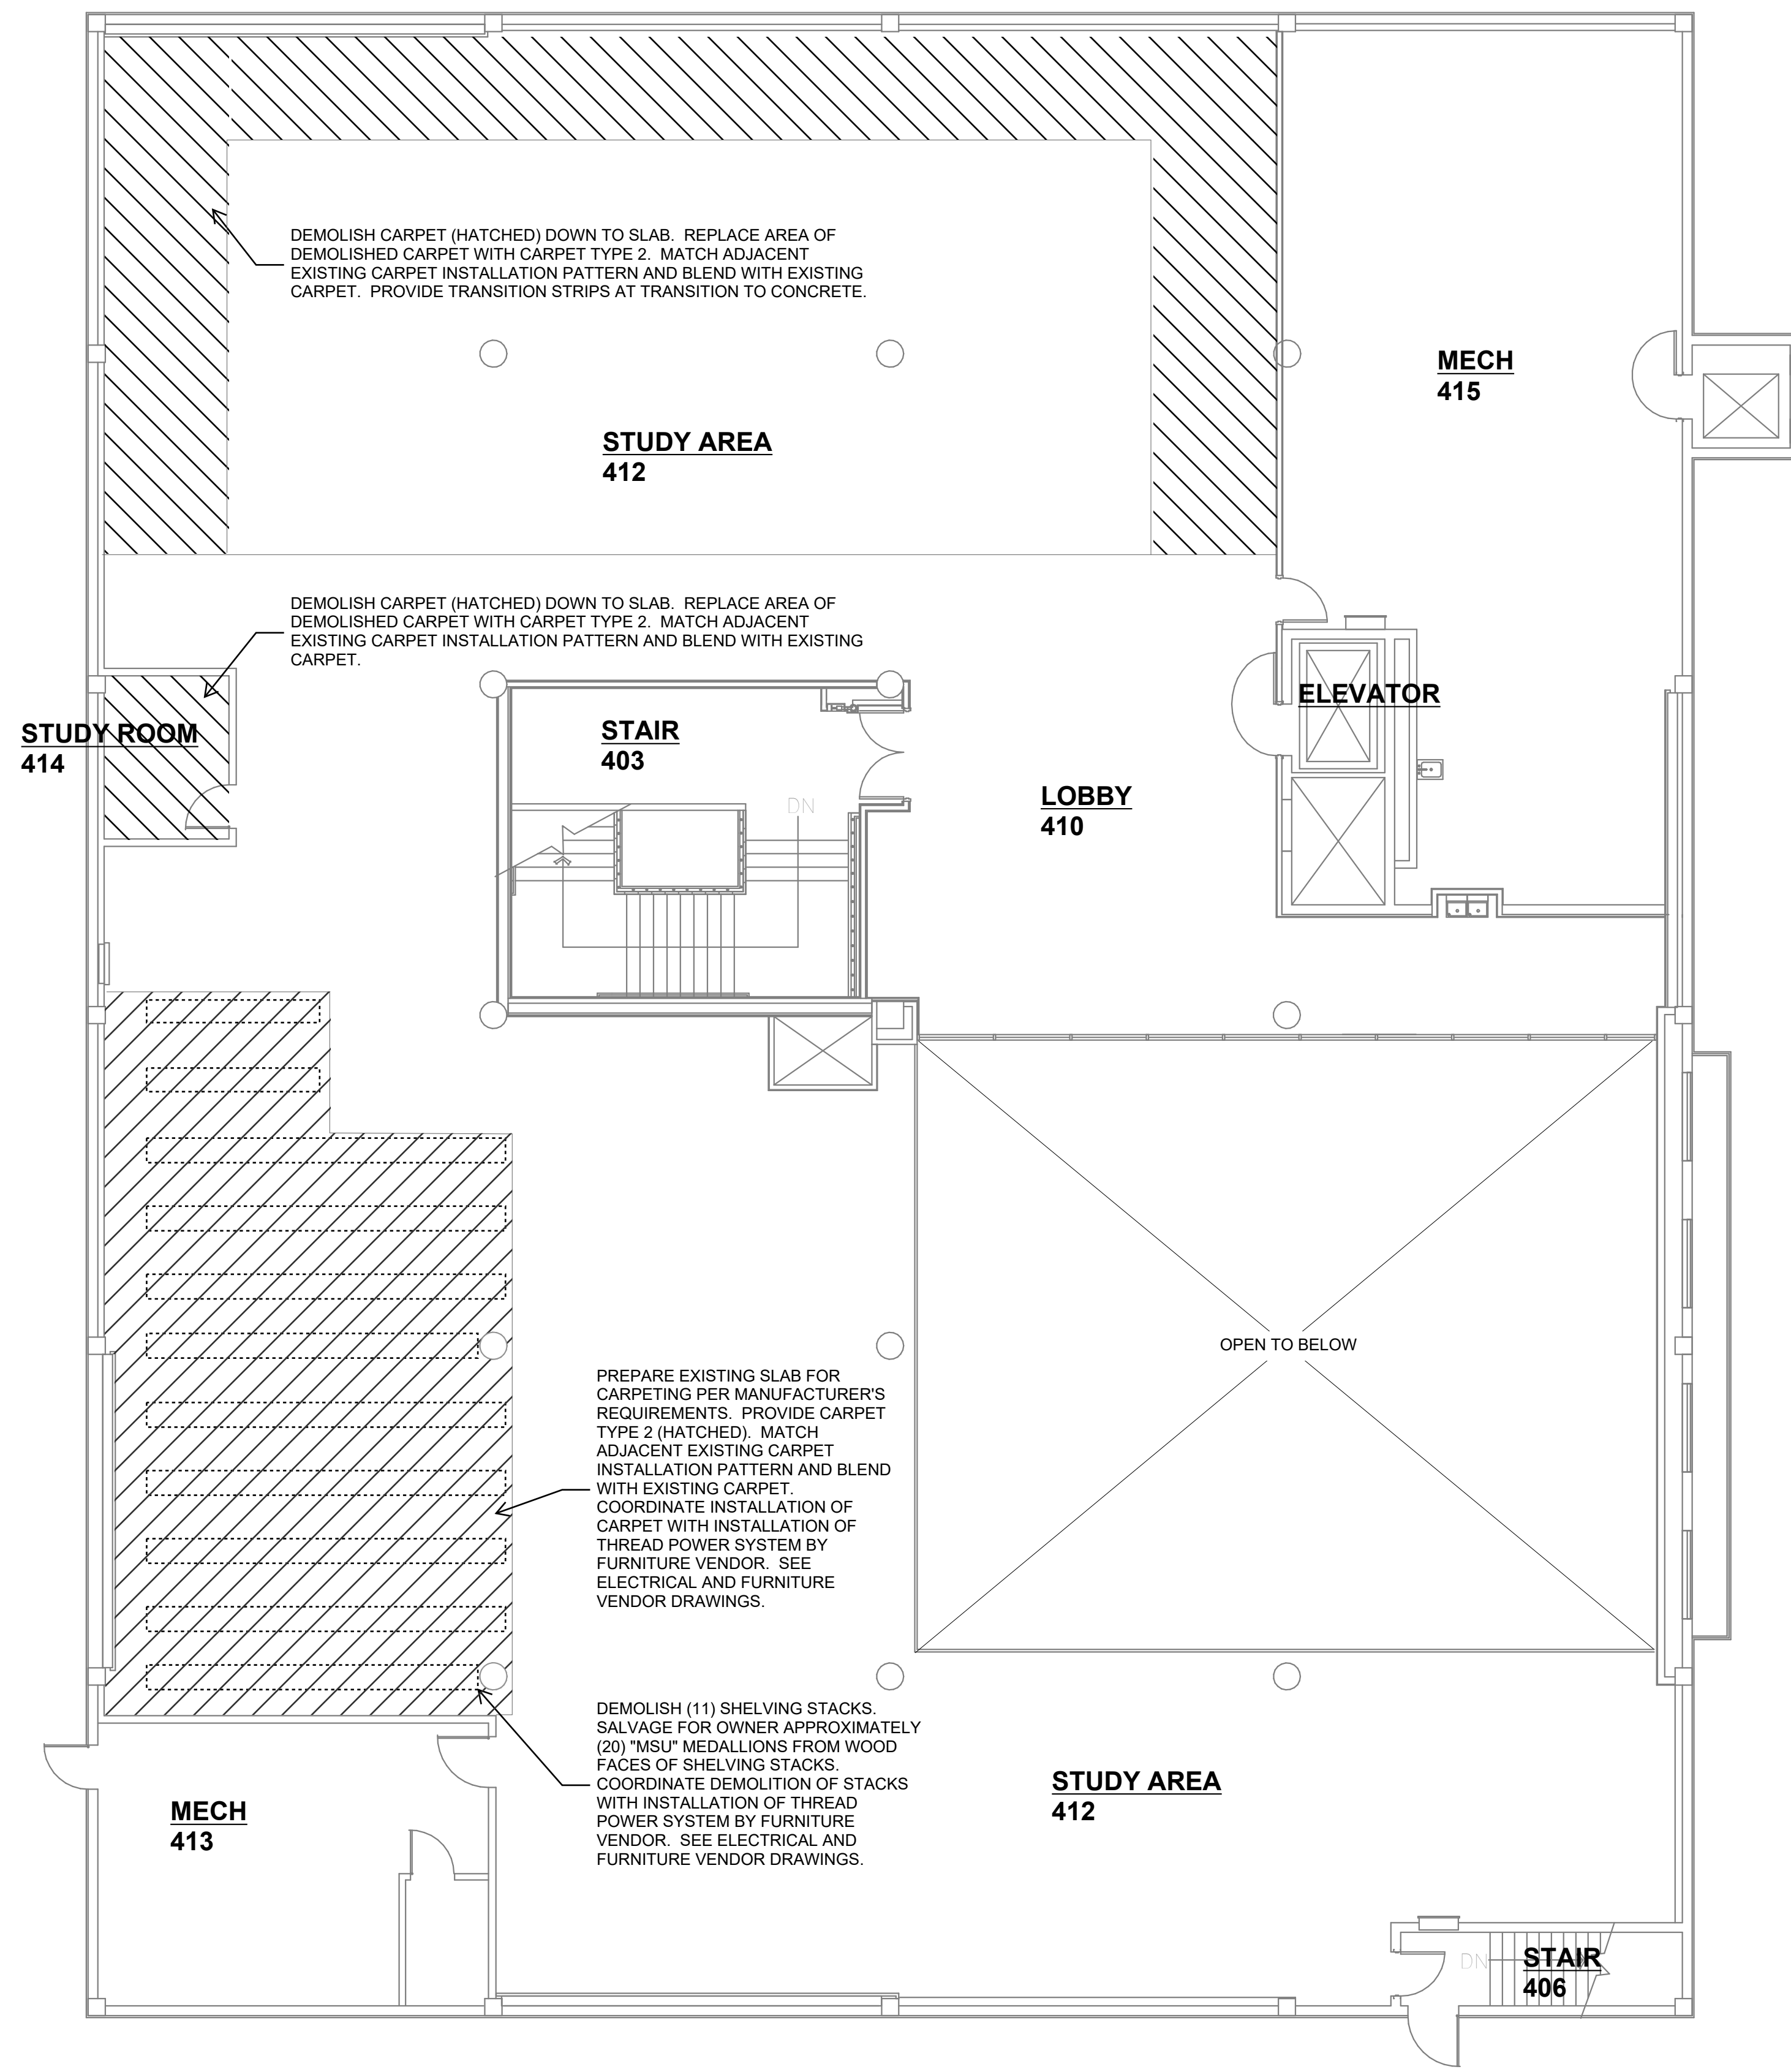 DEMOLISH CARPET (HATCHED) DOWN TO SLAB.  REPLACE AREA OF
DEMOLISHED CARPET WITH CARPET TYPE 2.  MATCH ADJACENT
EXISTING CARPET INSTALLATION PATTERN AND BLEND WITH EXISTING
CARPET.  PROVIDE TRANSITION STRIPS AT TRANSITION TO CONCRETE.
MECH
415
STUDY AREA
412
DEMOLISH CARPET (HATCHED) DOWN TO SLAB.  REPLACE AREA OF
DEMOLISHED CARPET WITH CARPET TYPE 2.  MATCH ADJACENT
EXISTING CARPET INSTALLATION PATTERN AND BLEND WITH EXISTING
CARPET.
ELEVATOR
STUDY ROOM
414
STAIR
403
DN
LOBBY
410
OPEN TO BELOW
PREPARE EXISTING SLAB FOR
CARPETING PER MANUFACTURER'S
REQUIREMENTS.  PROVIDE CARPET
TYPE 2 (HATCHED).  MATCH
ADJACENT EXISTING CARPET
INSTALLATION PATTERN AND BLEND
WITH EXISTING CARPET.
COORDINATE INSTALLATION OF
CARPET WITH INSTALLATION OF
THREAD POWER SYSTEM BY
FURNITURE VENDOR.  SEE
ELECTRICAL AND FURNITURE
VENDOR DRAWINGS.
DEMOLISH (11) SHELVING STACKS.
SALVAGE FOR OWNER APPROXIMATELY
(20) "MSU" MEDALLIONS FROM WOOD
FACES OF SHELVING STACKS.
COORDINATE DEMOLITION OF STACKS
WITH INSTALLATION OF THREAD
POWER SYSTEM BY FURNITURE
VENDOR.  SEE ELECTRICAL AND
FURNITURE VENDOR DRAWINGS.
STUDY AREA
412
MECH
413
DN
STAIR
406